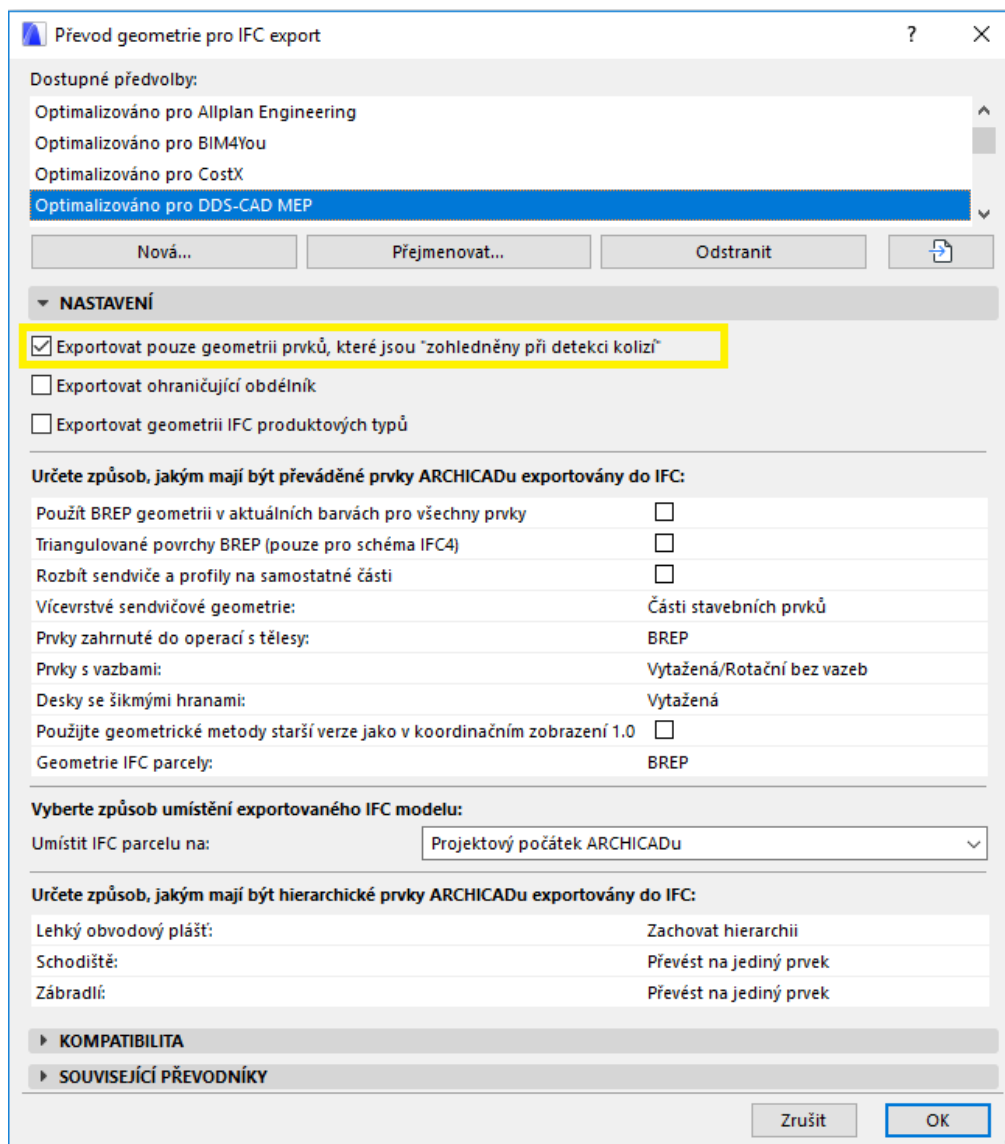 Převod geometrie pro IFC export
Dostupné předvolby:
Optimalizováno pro Allplan Engineering
Optimalizováno pro BIM4You
Optimalizováno pro CostX
Optimalizováno pro DDS-CAD MEP
Nová... Přejmenovat... Odstranit
NASTAVENÍ
Exportovat pouze geometrii prvků, které jsou "zohledněny při detekci kolizí"
Exportovat ohraničující obdélník
Exportovat geometrii IFC produktových typů
Určete způsob, jakým mají být převáděné prvky ARCHICADu exportovány do IFC:
Použít BREP geometrii v aktuálních barvách pro všechny prvky
Triangulované povrchy BREP (pouze pro schéma IFC4)
Rozbít sendviče a profily na samostatné části
Vícevrstvé sendvičové geometrie: Části stavebních prvků
Prvky zahrnuté do operací s tělesy: BREP
Prvky s vazbami: Vytažená/Rotační bez vazeb
Desky se šikmými hranami: Vytažená
Použijte geometrické metody starší verze jako v koordinačním zobrazení 1.0
Geometrie IFC parcely: BREP
Vyberte způsob umístění exportovaného IFC modelu:
Umístit IFC parcelu na: Projektový počátek ARCHICADu
Určete způsob, jakým mají být hierarchické prvky ARCHICADu exportovány do IFC:
Lehký obvodový plášť: Zachovat hierarchii
Schodiště: Převést na jediný prvek
Zábradlí: Převést na jediný prvek
KOMPATIBILITA
SOUVISEJÍCÍ PŘEVODNÍKY
Zrušit OK